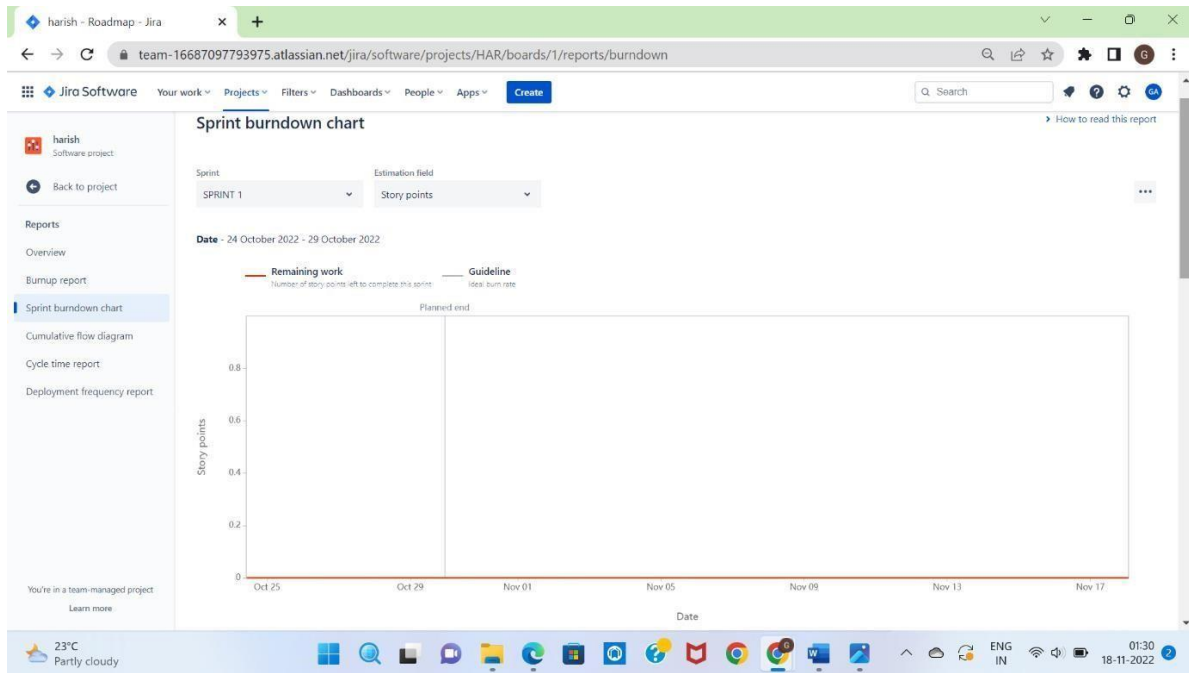 harish - Roadmap - Jira
team-16687097793975.atlassian.net/jira/software/projects/HAR/boards/1/reports/burndown
G
Jira Software Your work Projects Filters Dashboards People Apps Create Search GA
harish
Software project
Back to project
Reports
Overview
Burnup report
Sprint burndown chart
Cumulative flow diagram
Cycle time report
Deployment frequency report
You're in a team-managed project
Learn more
Sprint burndown chart
How to read this report
Sprint Estimation field
SPRINT 1 Story points
Date - 24 October 2022 - 29 October 2022
Remaining work
Number of story points left to complete this sprint
Guideline
Ideal burn rate
Planned end
Story points
0.8
0.6
0.4
0.2
0
Oct 25 Oct 29 Nov 01 Nov 05 Nov 09 Nov 13 Nov 17
Date
23°C
Partly cloudy
W
G
ENG
IN
01:30
18-11-2022
2